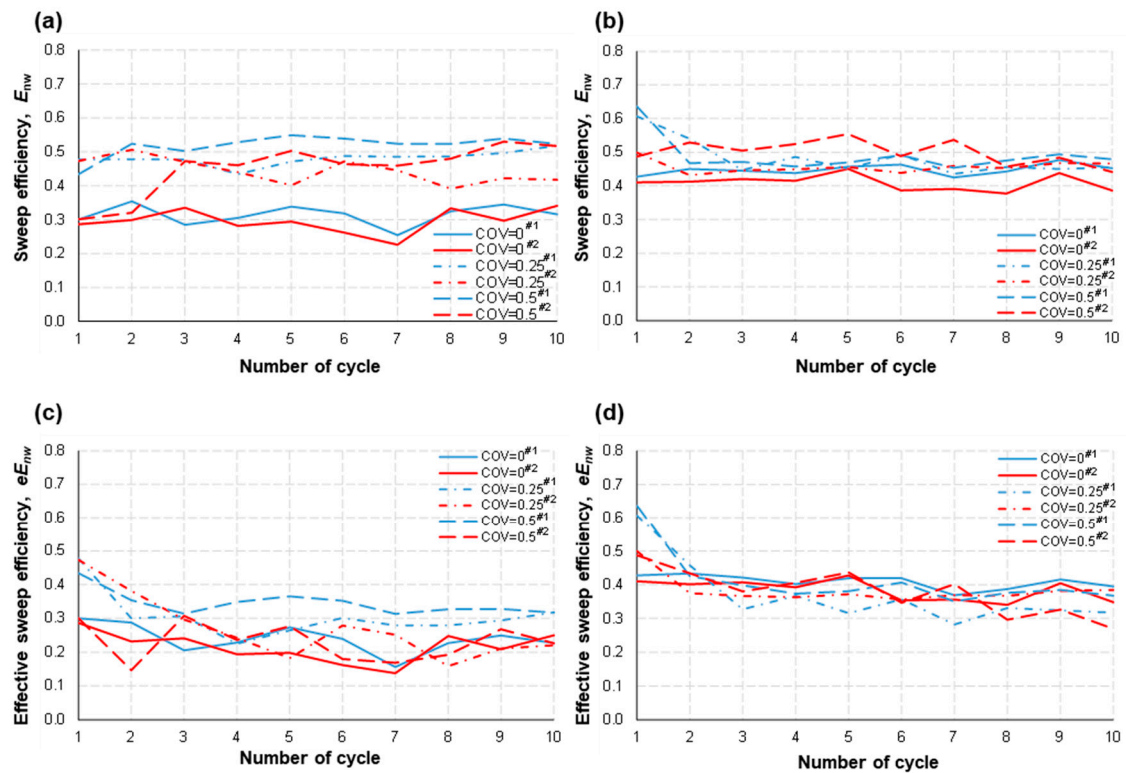 (a)
Sweep efficiency, Enw
0.8
0.7
0.6
0.5
0.4
0.3
0.2
0.1
0.0
COV=0#1
COV=0#2
COV=0.25#1
COV=0.25#2
COV=0.5#1
COV=0.5#2
1 2 3 4 5 6 7 8 9 10
Number of cycle
(b)
Sweep efficiency, Enw
0.8
0.7
0.6
0.5
0.4
0.3
0.2
0.1
0.0
COV=0#1
COV=0#2
COV=0.25#1
COV=0.25#2
COV=0.5#1
COV=0.5#2
1 2 3 4 5 6 7 8 9 10
Number of cycle
(c)
Effective sweep efficiency, eEnw
0.8
0.7
0.6
0.5
0.4
0.3
0.2
0.1
0.0
COV=0#1
COV=0#2
COV=0.25#1
COV=0.25#2
COV=0.5#1
COV=0.5#2
1 2 3 4 5 6 7 8 9 10
Number of cycle
(d)
Effective sweep efficiency, eEnw
0.8
0.7
0.6
0.5
0.4
0.3
0.2
0.1
0.0
COV=0#1
COV=0#2
COV=0.25#1
COV=0.25#2
COV=0.5#1
COV=0.5#2
1 2 3 4 5 6 7 8 9 10
Number of cycle